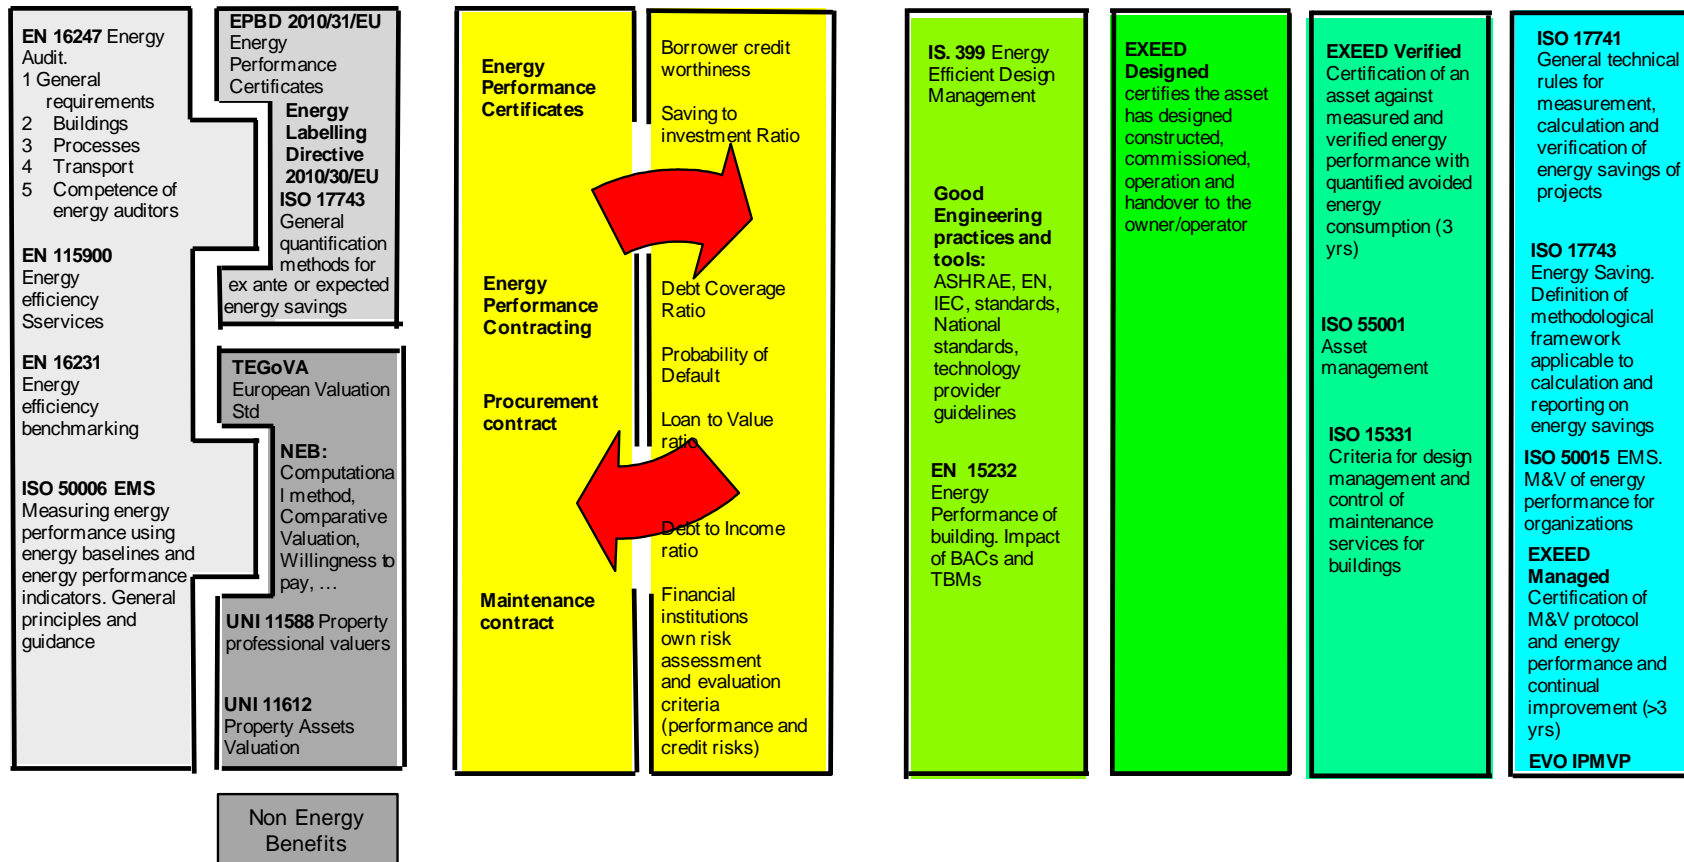 EN 16247 Energy
Audit.
1 General
requirements
2 Buildings
3 Processes
4 Transport
5 Competence of
energy auditors
EN 115900
Energy
efficiency
Sservices
EN 16231
Energy
efficiency
benchmarking
ISO 50006 EMS
Measuring energy
performance using
energy baselines and
energy performance
indicators. General
principles and
guidance
EPBD 2010/31/EU
Energy
Performance
Certificates
Energy
Labelling
Directive
2010/30/EU
ISO 17743
General
quantification
methods for
ex ante or expected
energy savings
TEGoVA
European Valuation
Std
NEB:
Computationa
l method,
Comparative
Valuation,
Willingness to
pay, …
UNI 11588 Property
professional valuers
UNI 11612
Property Assets
Valuation
Non Energy
Benefits
Energy
Performance
Certificates
Energy
Performance
Contracting
Procurement
contract
Maintenance
contract
Borrower credit
worthiness
Saving to
investment Ratio
Debt Coverage
Ratio
Probability of
Default
Loan to Value
ratio
Debt to Income
ratio
Financial
institutions
own risk
assessment
and evaluation
criteria
(performance and
credit risks)
IS. 399 Energy
Efficient Design
Management
Good
Engineering
practices and
tools:
ASHRAE, EN,
IEC, standards,
National
standards,
technology
provider
guidelines
EN 15232
Energy
Performance of
building. Impact
of BACs and
TBMs
EXEED
Designed
certifies the asset
has designed
constructed,
commissioned,
operation and
handover to the
owner/operator
EXEED Verified
Certification of an
asset against
measured and
verified energy
performance with
quantified avoided
energy
consumption (3
yrs)
ISO 55001
Asset
management
ISO 15331
Criteria for design
management and
control of
maintenance
services for
buildings
ISO 17741
General technical
rules for
measurement,
calculation and
verification of
energy savings of
projects
ISO 17743
Energy Saving.
Definition of
methodological
framework
applicable to
calculation and
reporting on
energy savings
ISO 50015 EMS.
M&V of energy
performance for
organizations
EXEED
Managed
Certification of
M&V protocol
and energy
performance and
continual
improvement (>3
yrs)
EVO IPMVP